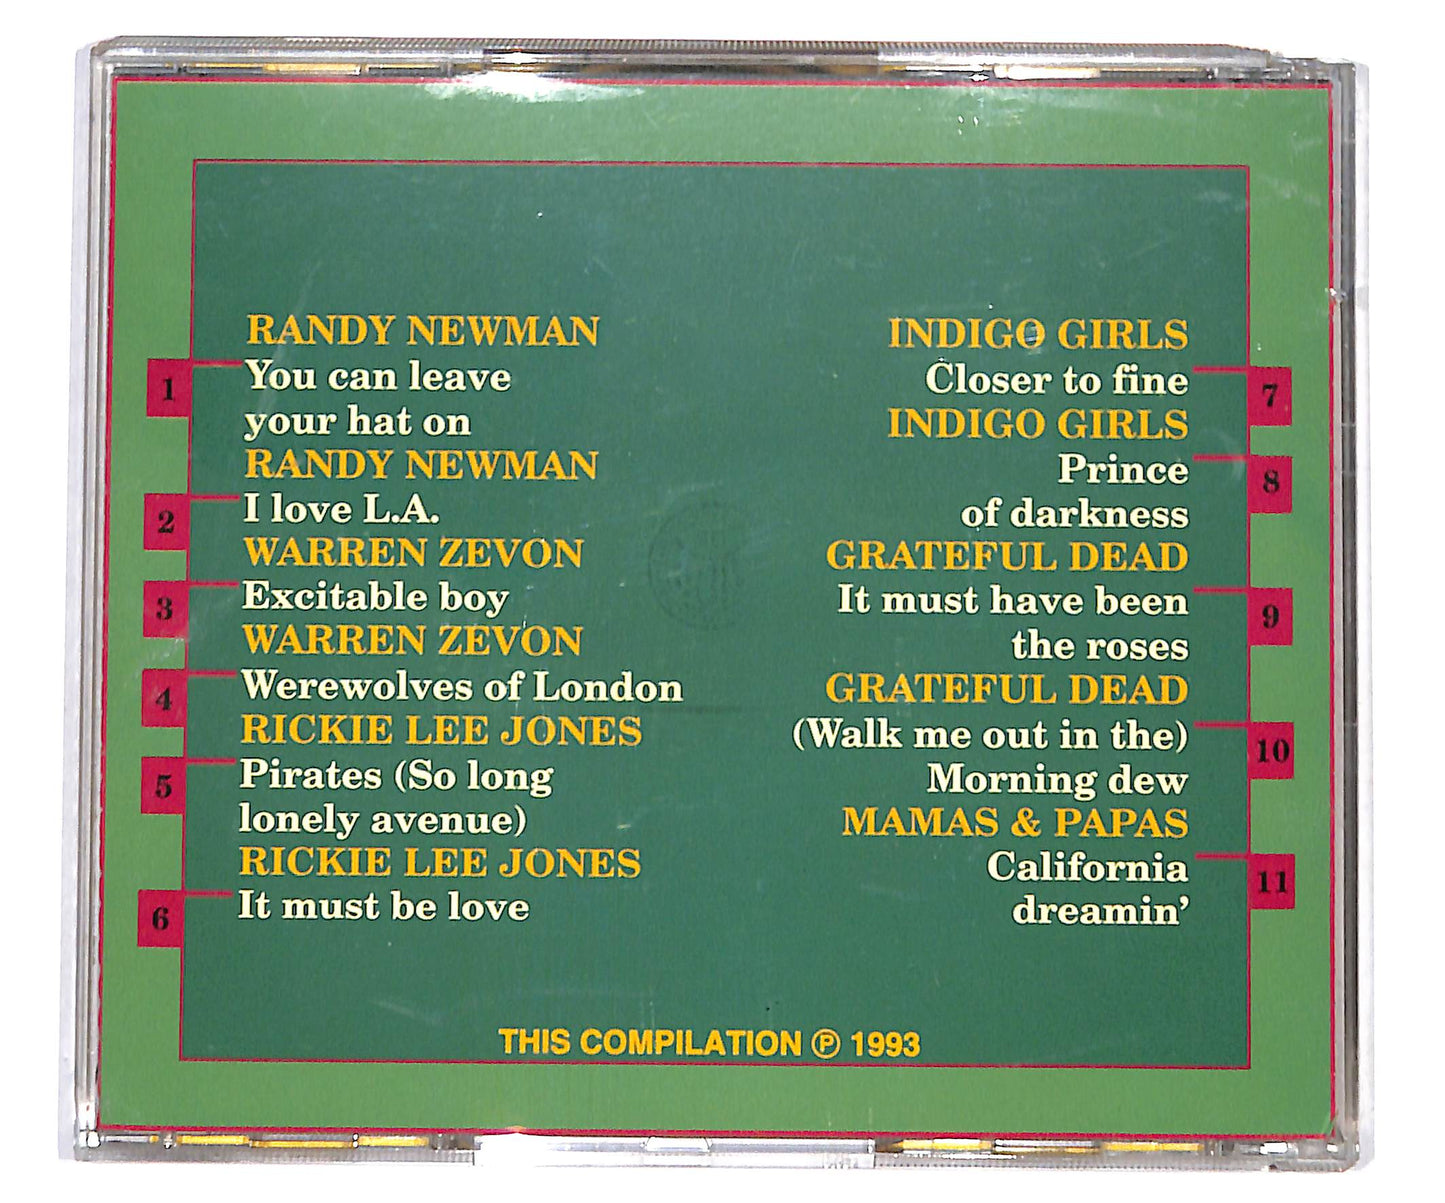 RANDY NEWMAN
1 You can leave
your hat on
RANDY NEWMAN
2 I love L.A.
WARREN ZEVON
3 Excitable boy
WARREN ZEVON
4 Werewolves of London
RICKIE LEE JONES
5 Pirates (So long
lonely avenue)
RICKIE LEE JONES
6 It must be love
INDIGO GIRLS
Closer to fine 7
INDIGO GIRLS
Prince 8
of darkness
GRATEFUL DEAD
It must have been 9
the roses
GRATEFUL DEAD
(Walk me out in the) 10
Morning dew
MAMAS & PAPAS
California 11
dreamin’
THIS COMPILATION ℗ 1993